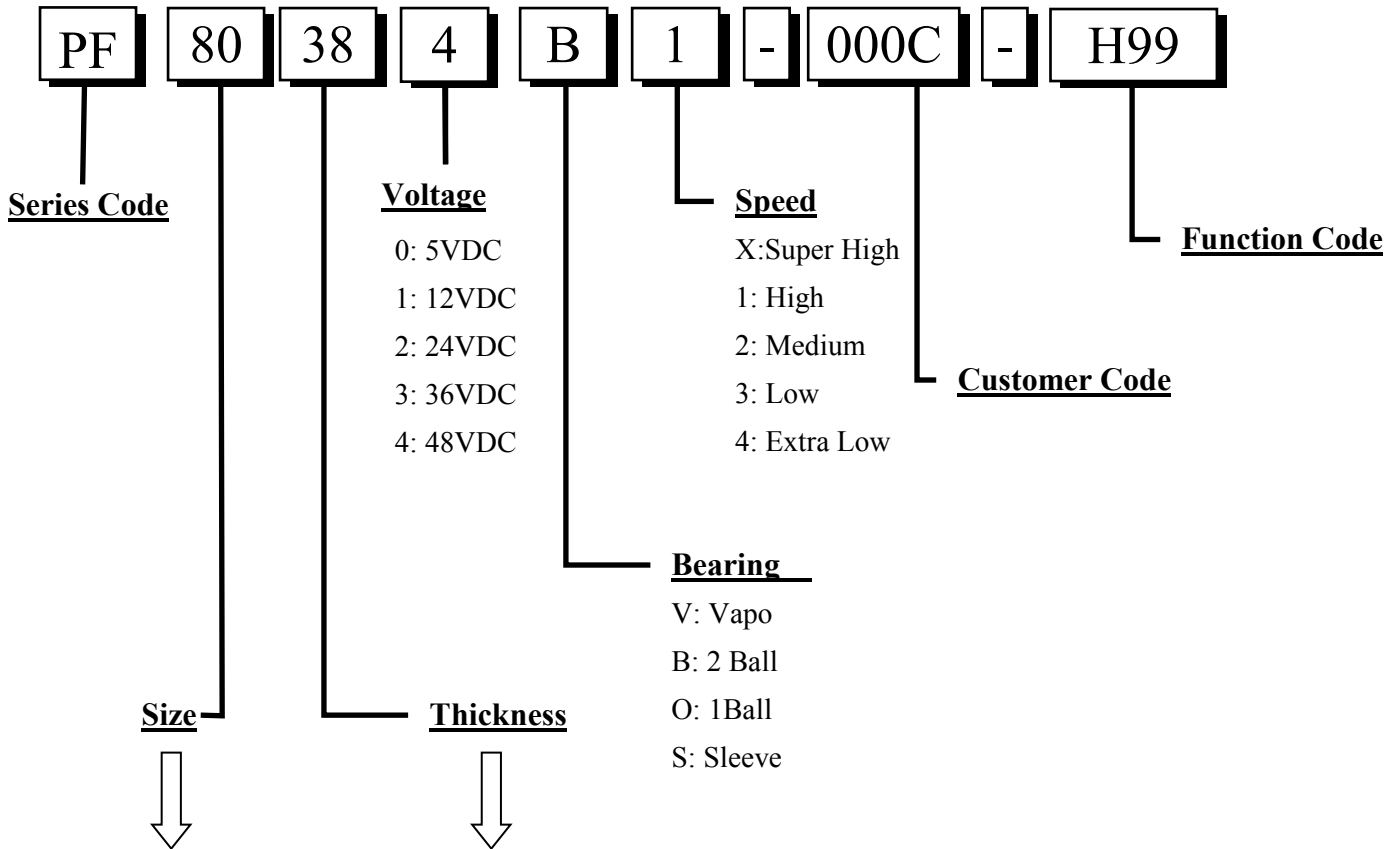 PF 80 38 4 B 1 - 000C - H99
Series Code
Voltage
0: 5VDC
1: 12VDC
2: 24VDC
3: 36VDC
4: 48VDC
Speed
X:Super High
1: High
2: Medium
3: Low
4: Extra Low
Function Code
Customer Code
Bearing
V: Vapo
B: 2 Ball
O: 1Ball
S: Sleeve
Size
Thickness